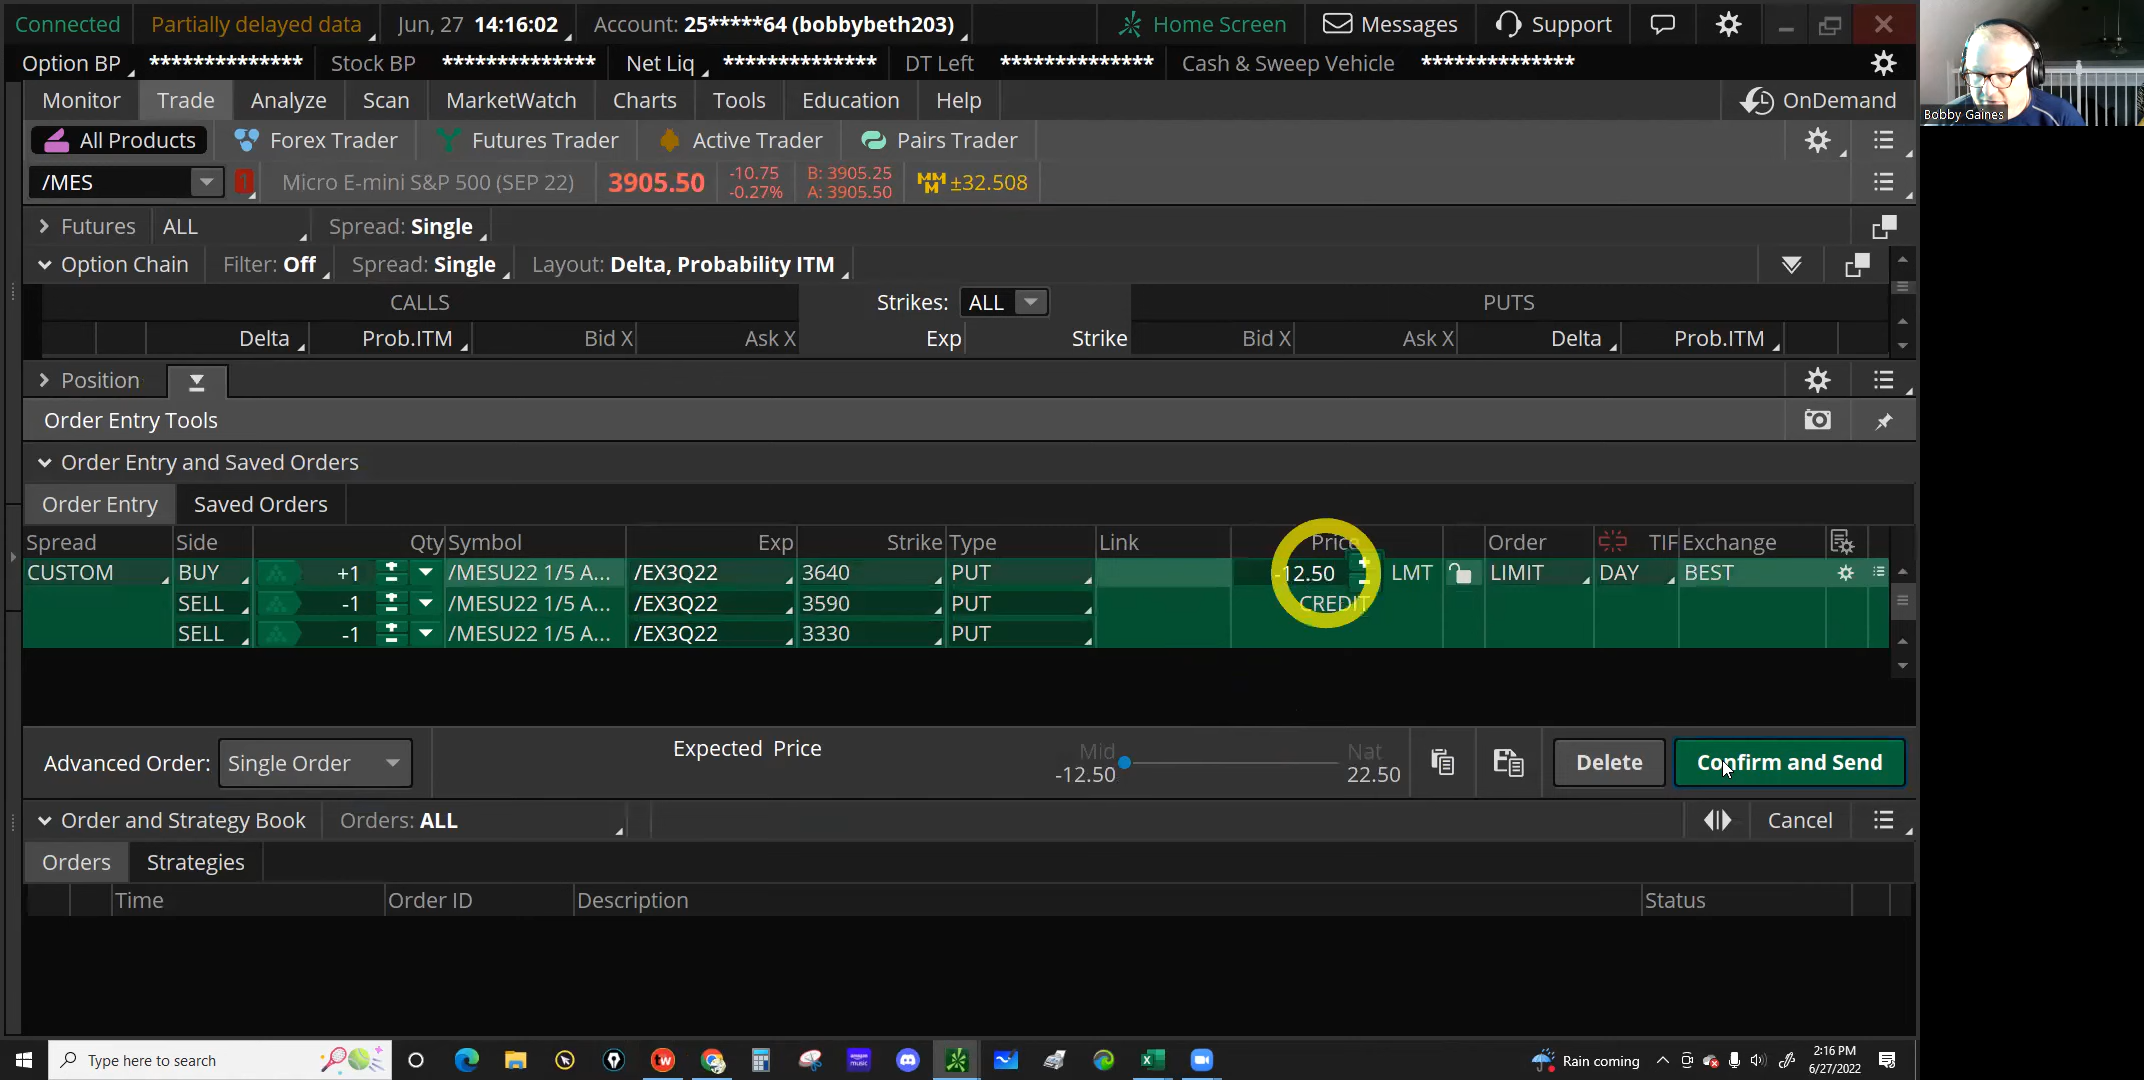 Connected Partially delayed data Jun, 27 14:16:02 Account: 25*****64 (bobbybeth203) Home Screen Messages Support
Option BP ************** Stock BP ************** Net Liq ************** DT Left ************** Cash & Sweep Vehicle **************
Monitor Trade Analyze Scan MarketWatch Charts Tools Education Help OnDemand
Bobby Gaines
All Products Forex Trader Futures Trader Active Trader Pairs Trader
/MES 1 Micro E-mini S&P 500 (SEP 22) 3905.50 -10.75 B: 3905.25 ±32.508
-0.27% A: 3905.50
Futures ALL Spread: Single
Option Chain Filter: Off Spread: Single Layout: Delta, Probability ITM
CALLS Strikes: ALL PUTS
Delta Prob.ITM Bid X Ask X Exp Strike Bid X Ask X Delta Prob.ITM
Position
Order Entry Tools
Order Entry and Saved Orders
Order Entry Saved Orders
Spread Side Qty Symbol Exp Strike Type Link Price Order TIF Exchange
CUSTOM BUY +1 /MESU22 1/5 A... /EX3Q22 3640 PUT -12.50 LMT LIMIT DAY BEST
SELL -1 /MESU22 1/5 A... /EX3Q22 3590 PUT CREDIT
SELL -1 /MESU22 1/5 A... /EX3Q22 3330 PUT
Advanced Order: Single Order Expected Price Mid Nat Delete Confirm and Send
-12.50 22.50
Order and Strategy Book Orders: ALL Cancel
Orders Strategies
Time Order ID Description Status
Type here to search Rain coming 2:16 PM
6/27/2022